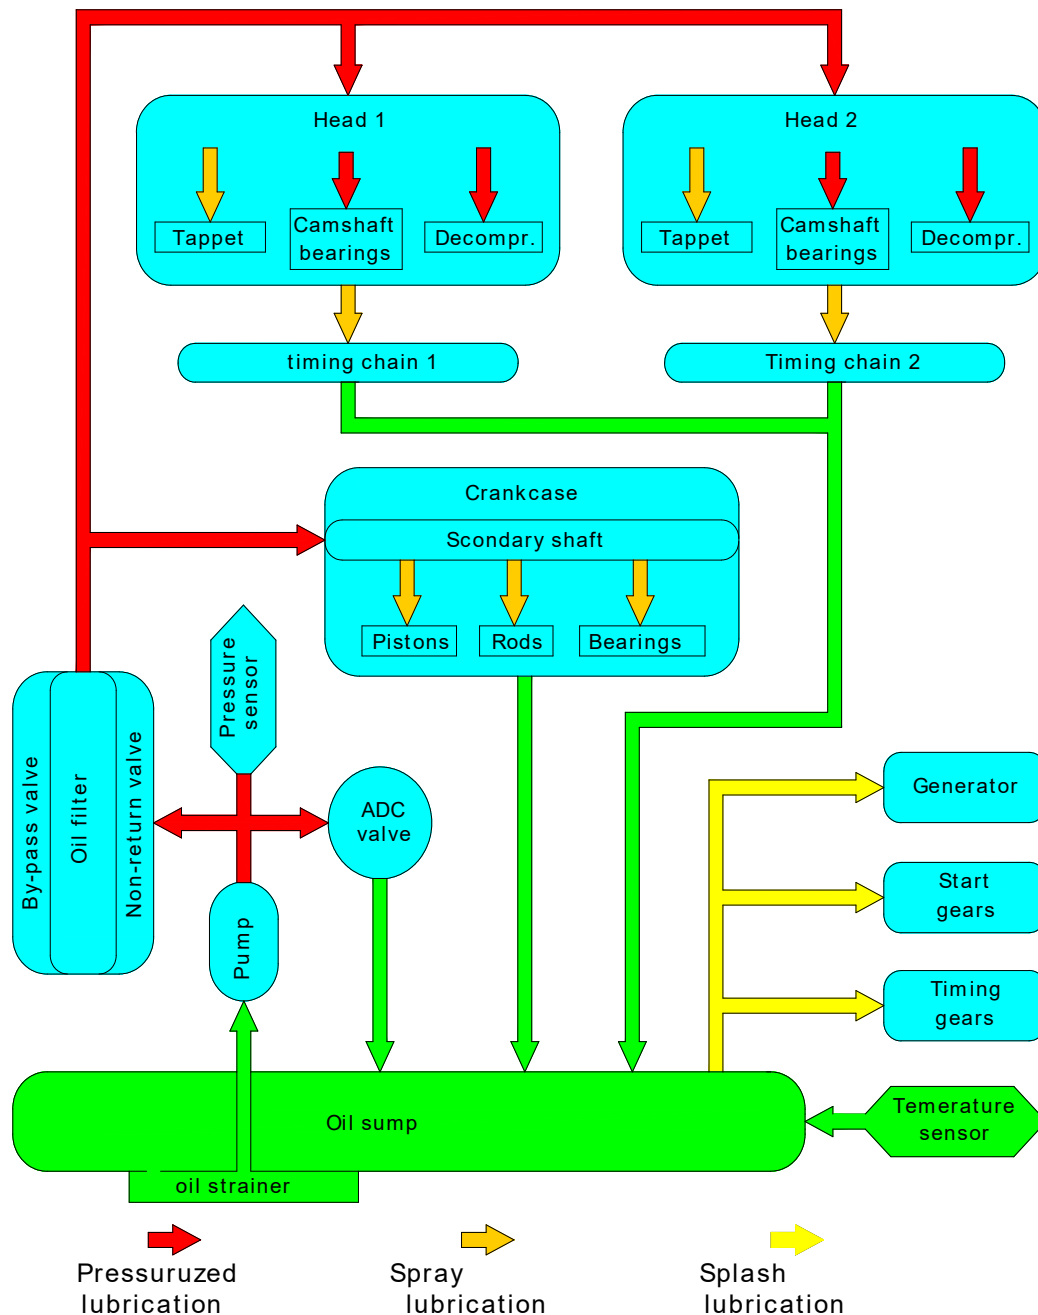 Head 1
Head 2
Tappet
Camshaft
bearings
Decompr.
Tappet
Camshaft
bearings
Decompr.
timing chain 1
Timing chain 2
Crankcase
Scondary shaft
Pistons
Rods
Bearings
Pressure
sensor
By-pass valve
Oil filter
Non-return valve
ADC
valve
Pump
Generator
Start
gears
Timing
gears
Oil sump
Temerature
sensor
oil strainer
Pressuruzed
lubrication
Spray
lubrication
Splash
lubrication